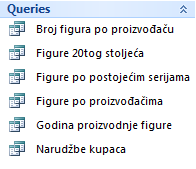 Queries
Broj figura po proizvođaču
Figure 20tog stoljeća
Figure po postojećim serijama
Figure po proizvođačima
Godina proizvodnje figure
Narudžbe kupaca